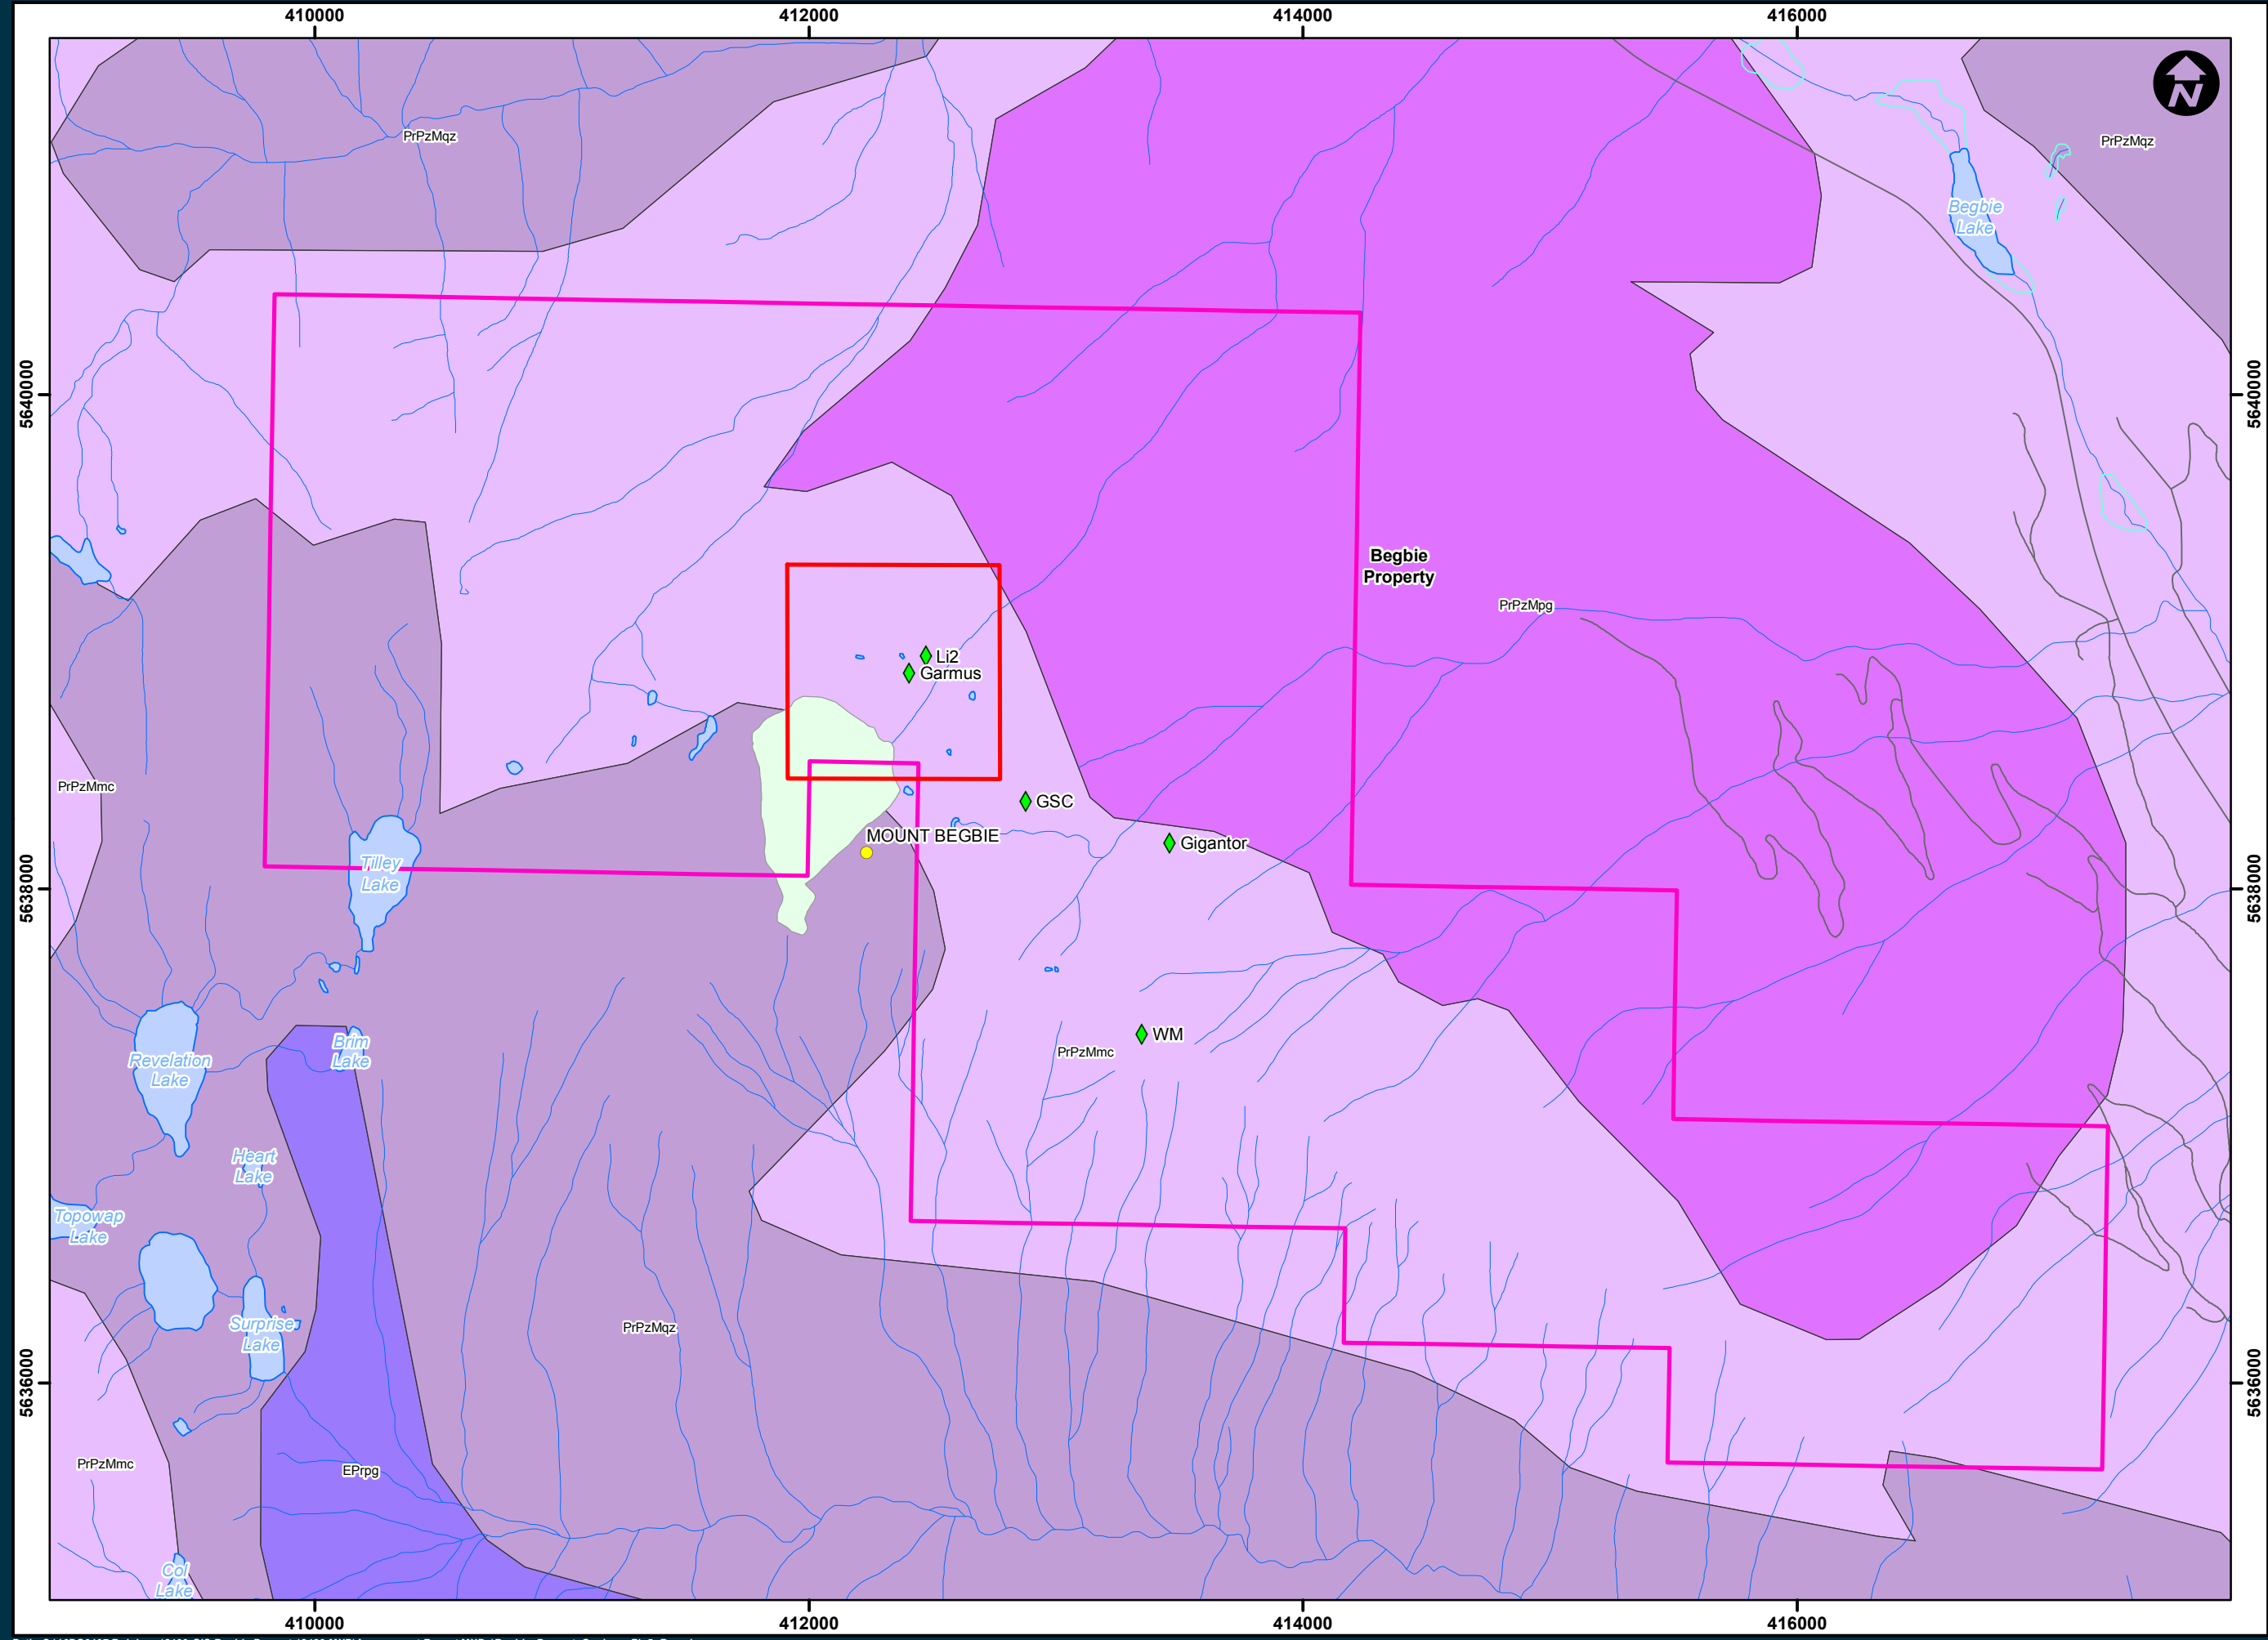 410000
412000
414000
416000
N
PrPzMqz
PrPzMqz
Begbie
Lake
5640000
5640000
Begbie
Property
PrPzMpg
Li2
Garmus
PrPzMmc
GSC
MOUNT BEGBIE
Gigantor
Tilley
Lake
5638000
5638000
WM
Brim
Lake
PrPzMmc
Revelation
Lake
Heart
Lake
Topowap
Lake
Surprise
Lake
PrPzMqz
5636000
5636000
PrPzMmc
EPrpg
Col
Lake
410000
412000
414000
416000